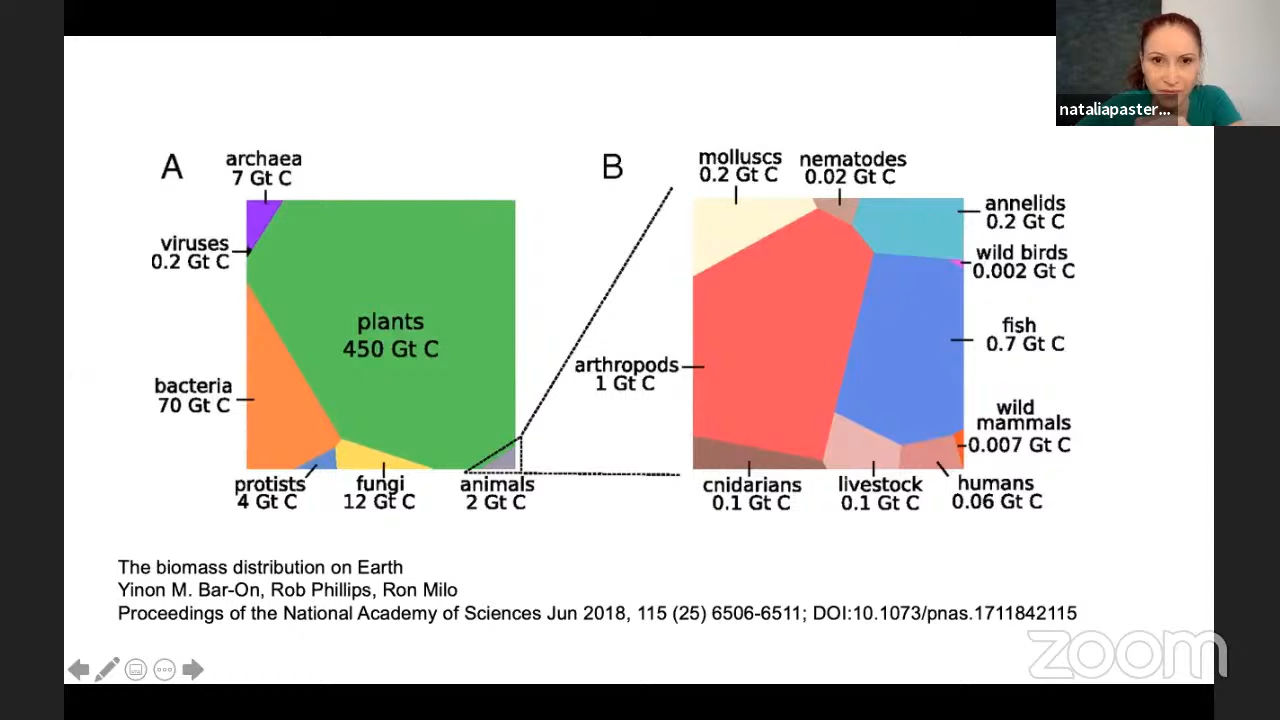 nataliapaster...
A
archaea
7 Gt C
viruses
0.2 Gt C
plants
450 Gt C
bacteria
70 Gt C
protists
4 Gt C
fungi
12 Gt C
animals
2 Gt C
B
molluscs
0.2 Gt C
nematodes
0.02 Gt C
annelids
0.2 Gt C
wild birds
0.002 Gt C
fish
0.7 Gt C
arthropods
1 Gt C
wild
mammals
0.007 Gt C
cnidarians
0.1 Gt C
livestock
0.1 Gt C
humans
0.06 Gt C
The biomass distribution on Earth
Yinon M. Bar-On, Rob Phillips, Ron Milo
Proceedings of the National Academy of Sciences Jun 2018, 115 (25) 6506-6511; DOI:10.1073/pnas.1711842115
zoom